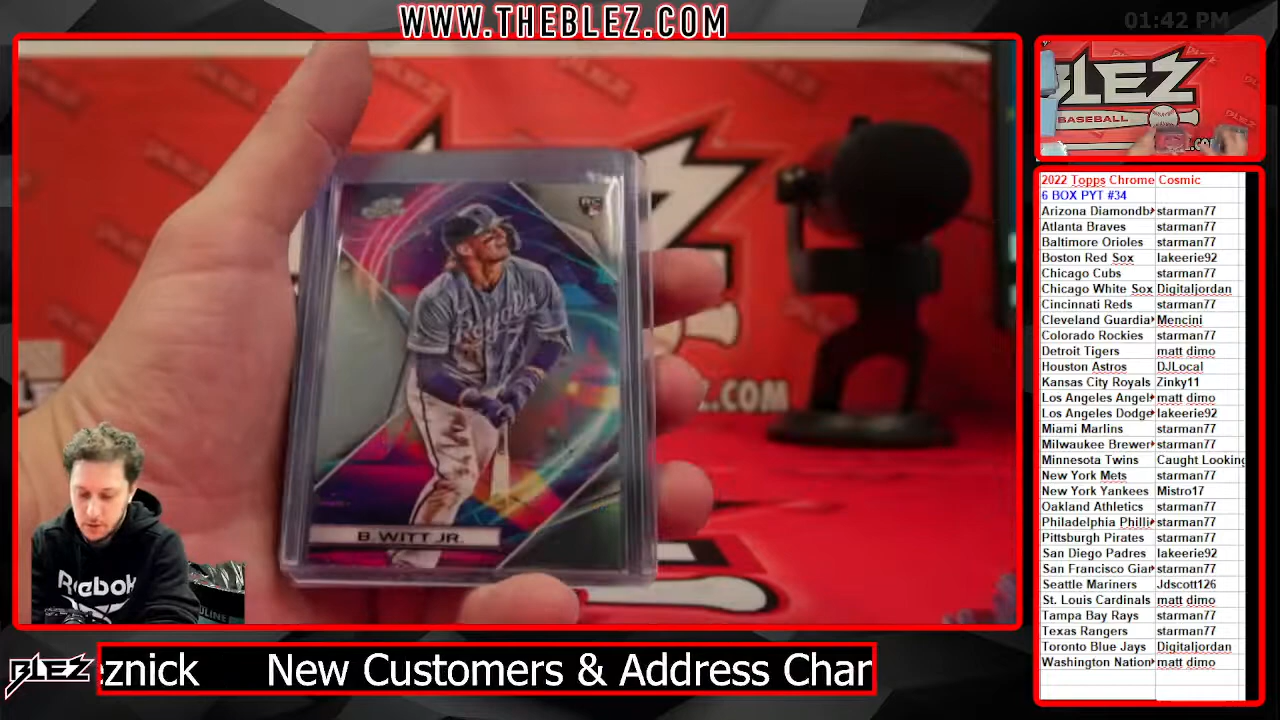 WWW.THEBLEZ.COM
01:42 PM
BLEZ
BASEBALL
RC
Royals
B. WITT JR.
Z.COM
Reebok
2022 Topps Chrome Cosmic
6 BOX PYT #34
Arizona Diamondb starman77
Atlanta Braves starman77
Baltimore Orioles starman77
Boston Red Sox lakeerie92
Chicago Cubs starman77
Chicago White Sox Digitaljordan
Cincinnati Reds starman77
Cleveland Guardia Mencini
Colorado Rockies starman77
Detroit Tigers matt dimo
Houston Astros DJLocal
Kansas City Royals Zinky11
Los Angeles Angel matt dimo
Los Angeles Dodge lakeerie92
Miami Marlins starman77
Milwaukee Brewer starman77
Minnesota Twins Caught Looking
New York Mets starman77
New York Yankees Mistro17
Oakland Athletics starman77
Philadelphia Philli starman77
Pittsburgh Pirates starman77
San Diego Padres lakeerie92
San Francisco Gian starman77
Seattle Mariners Jdscott126
St. Louis Cardinals matt dimo
Tampa Bay Rays starman77
Texas Rangers starman77
Toronto Blue Jays Digitaljordan
Washington Nation matt dimo
BLEZ
eznick New Customers & Address Char